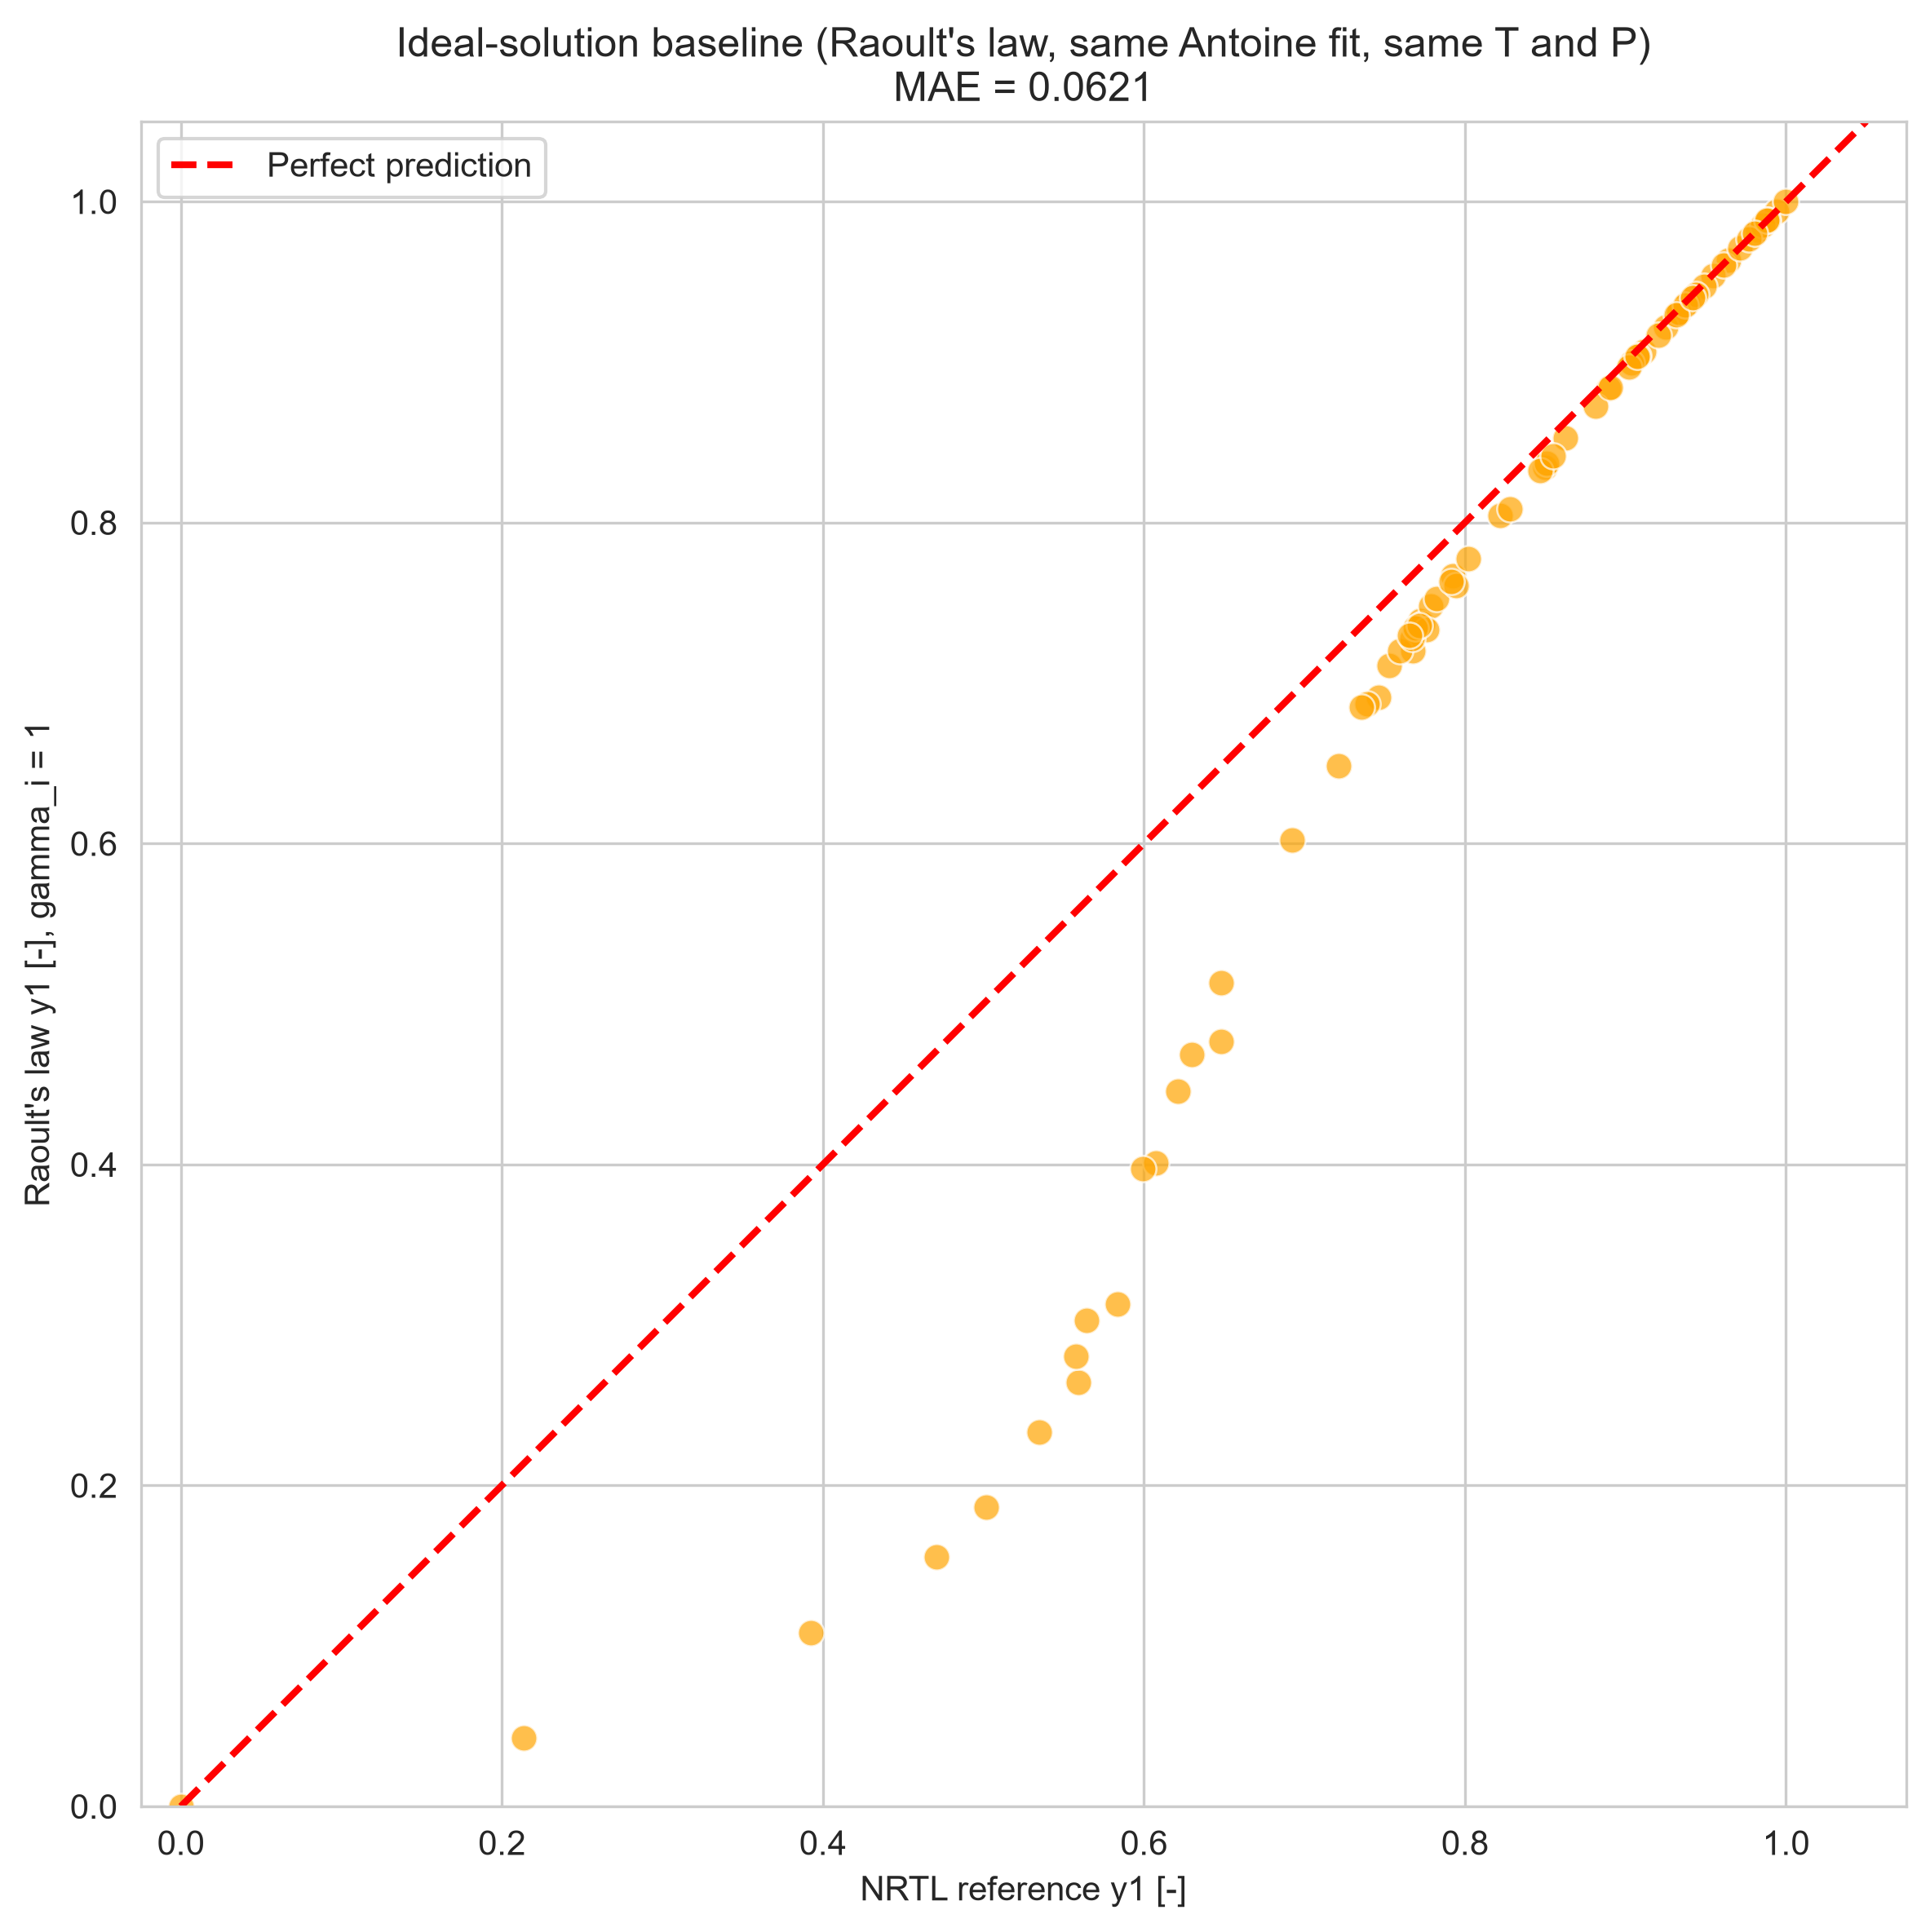 Ideal-solution baseline (Raoult's law, same Antoine fit, same T and P)
MAE = 0.0621
Perfect prediction
1.0
0.8
0.6
0.4
0.2
0.0
Raoult's law y1 [-], gamma_i = 1
0.0 0.2 0.4 0.6 0.8 1.0
NRTL reference y1 [-]